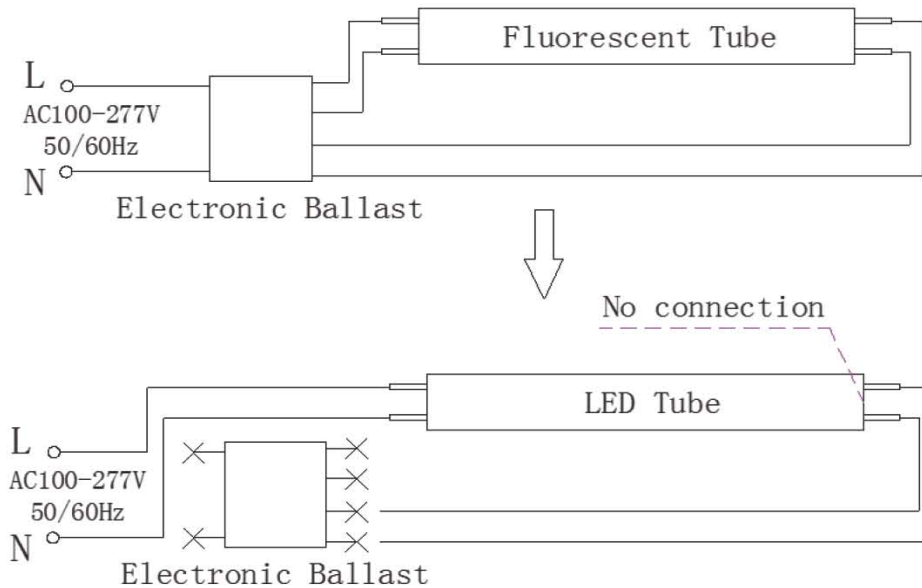 Fluorescent Tube
L
AC100-277V
50/60Hz
N
Electronic Ballast
No connection
LED Tube
L
AC100-277V
50/60Hz
N
Electronic Ballast